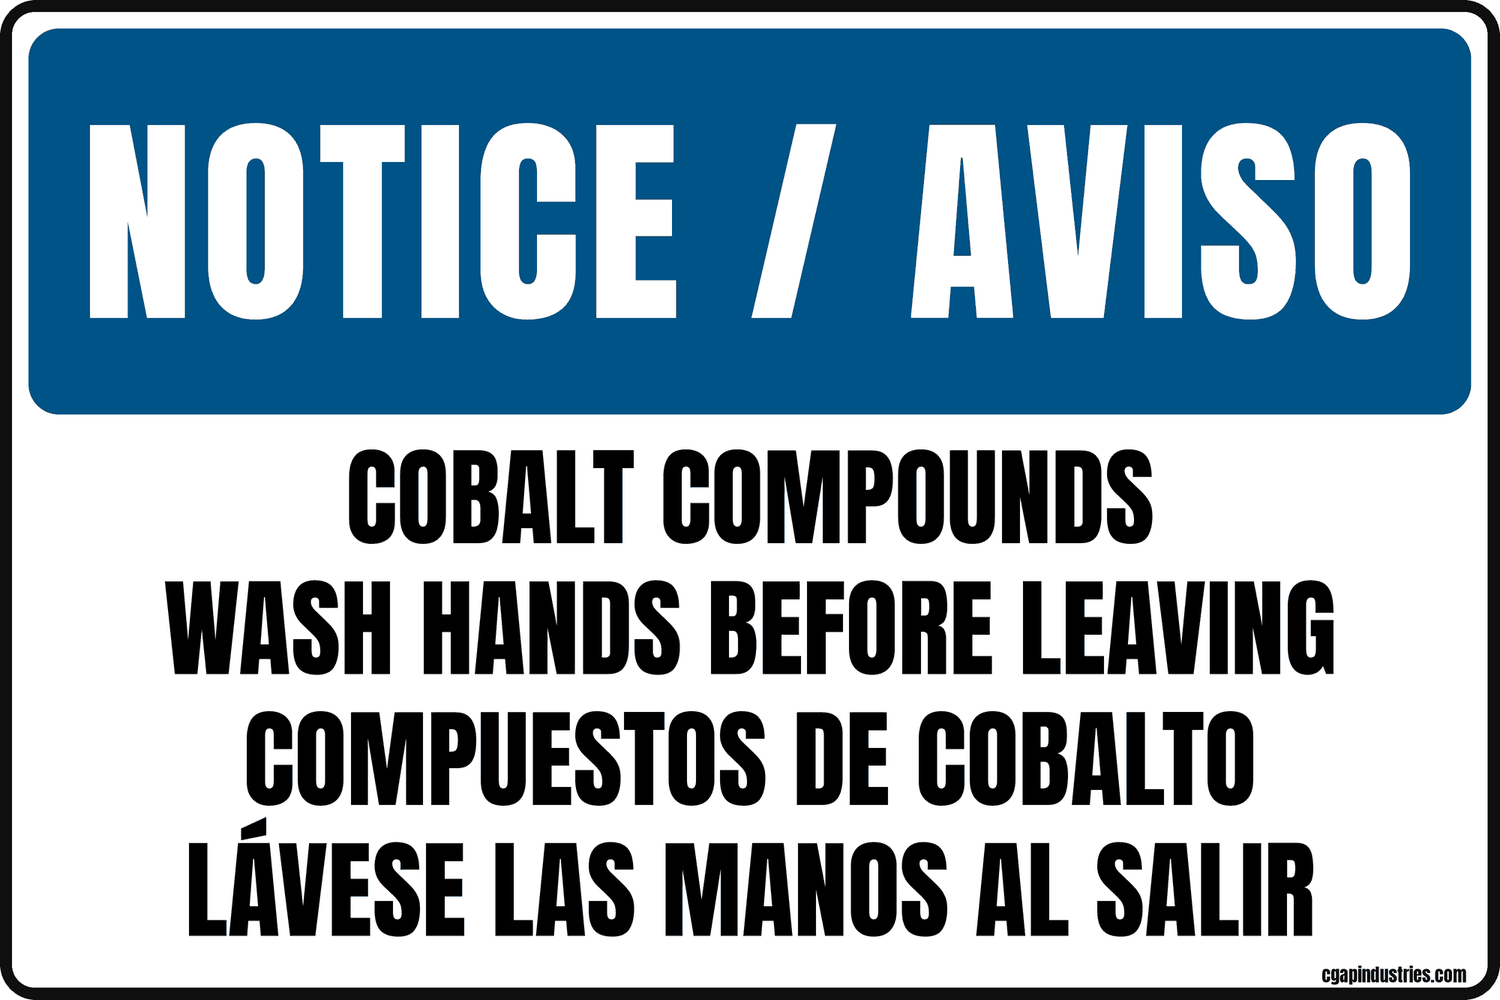 NOTICE / AVISO
COBALT COMPOUNDS
WASH HANDS BEFORE LEAVING
COMPUESTOS DE COBALTO
LÁVESE LAS MANOS AL SALIR
cgapindustries.com